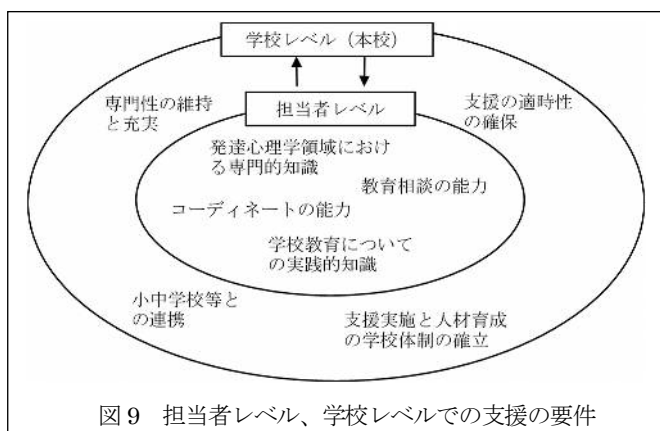 学校レベル（本校）
専門性の維持
と充実
担当者レベル
支援の適時性
の確保
発達心理学領域におけ
る専門的知識
教育相談の能力
コーディネートの能力
学校教育について
の実践的知識
小中学校等と
の連携
支援実施と人材育成
の学校体制の確立
図9　担当者レベル、学校レベルでの支援の要件